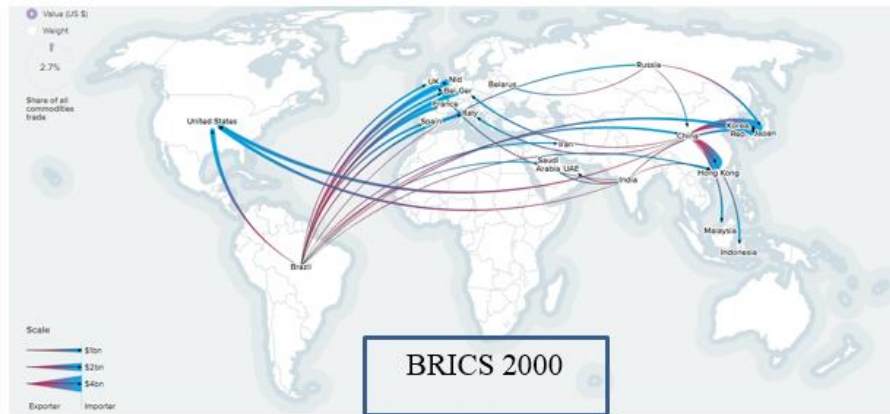 Value (US $)
Weight
2.7%
Share of all
commodities
trade
United States
UK
Nld
Bel.
Ger
France
Spain
Italy
Belarus
Russia
Iran
Saudi
Arabia
UAE
India
China
Korea
Rep.
Japan
Hong Kong
Malaysia
Indonesia
Brazil
Scale
$1bn
$2bn
$4bn
Exporter
Importer
BRICS 2000